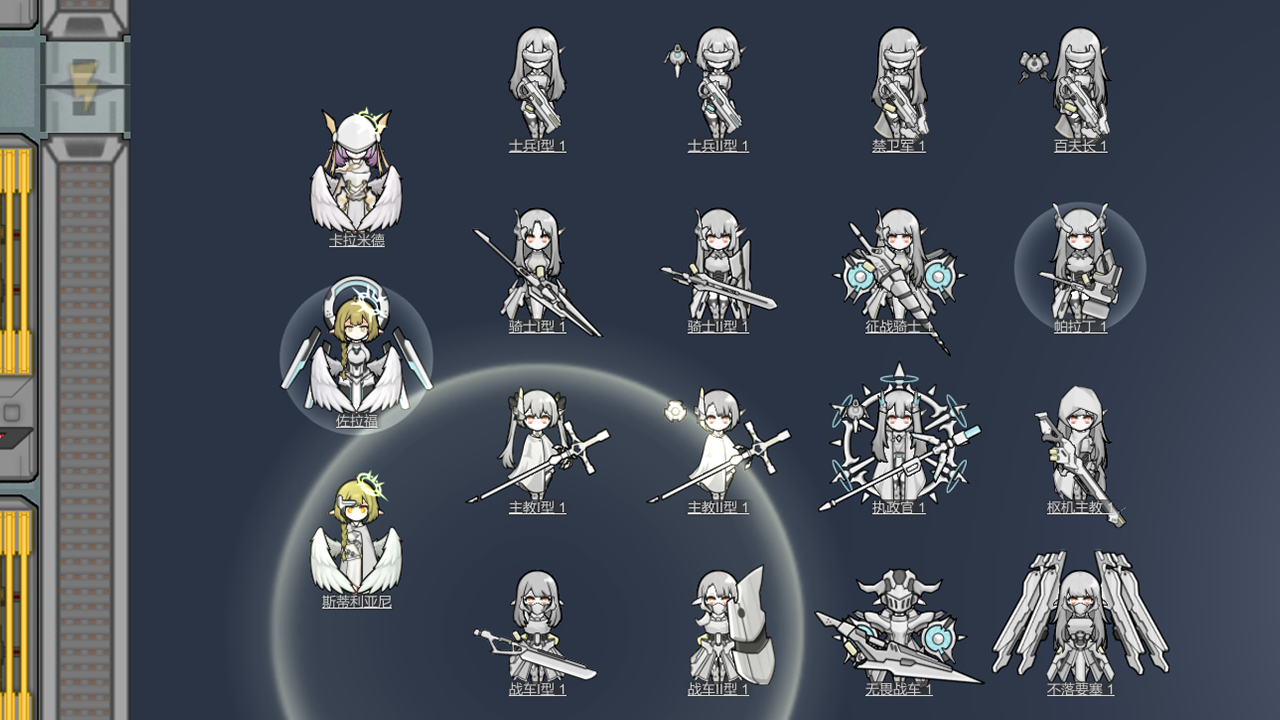 士兵I型 1
士兵II型 1
禁卫军 1
百夫长 1
卡拉米德
骑士I型 1
骑士II型 1
征战骑士 1
帕拉丁 1
佐拉福
主教I型 1
主教II型 1
执政官 1
枢机主教 1
斯蒂利亚尼
战车I型 1
战车II型 1
无畏战车 1
不落要塞 1